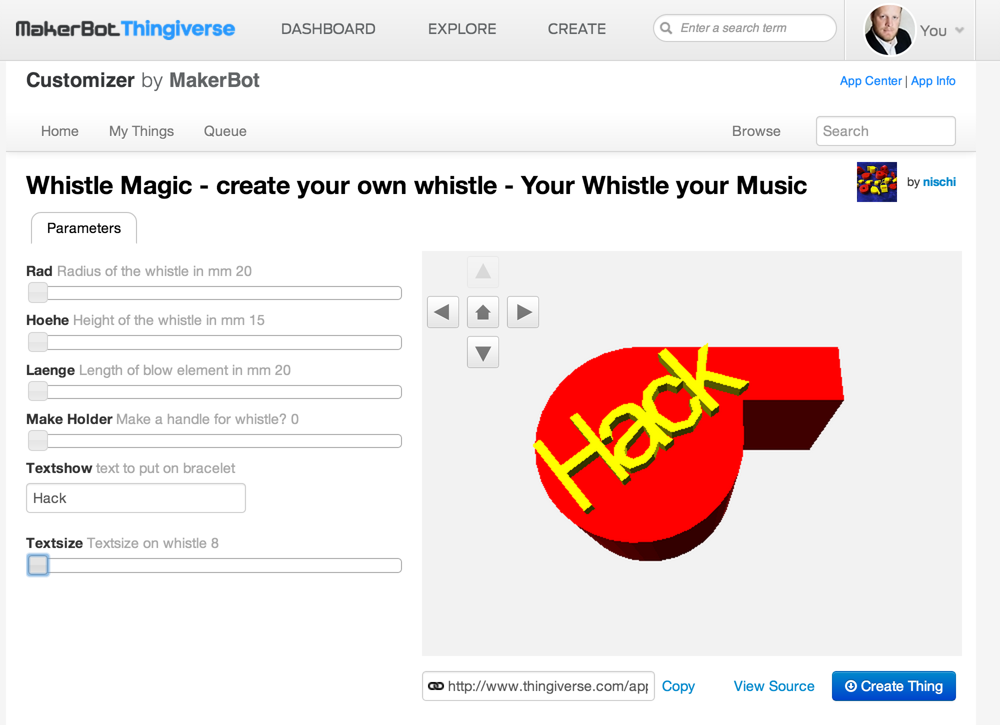 MakerBot Thingiverse DASHBOARD EXPLORE CREATE Enter a search term You
Customizer by MakerBot App Center | App Info
Home My Things Queue Browse Search
Whistle Magic - create your own whistle - Your Whistle your Music by nischi
Parameters
Rad Radius of the whistle in mm 20
Hoehe Height of the whistle in mm 15
Laenge Length of blow element in mm 20
Make Holder Make a handle for whistle? 0
Textshow text to put on bracelet
Hack
Textsize Textsize on whistle 8
Hack
http://www.thingiverse.com/app Copy View Source Create Thing